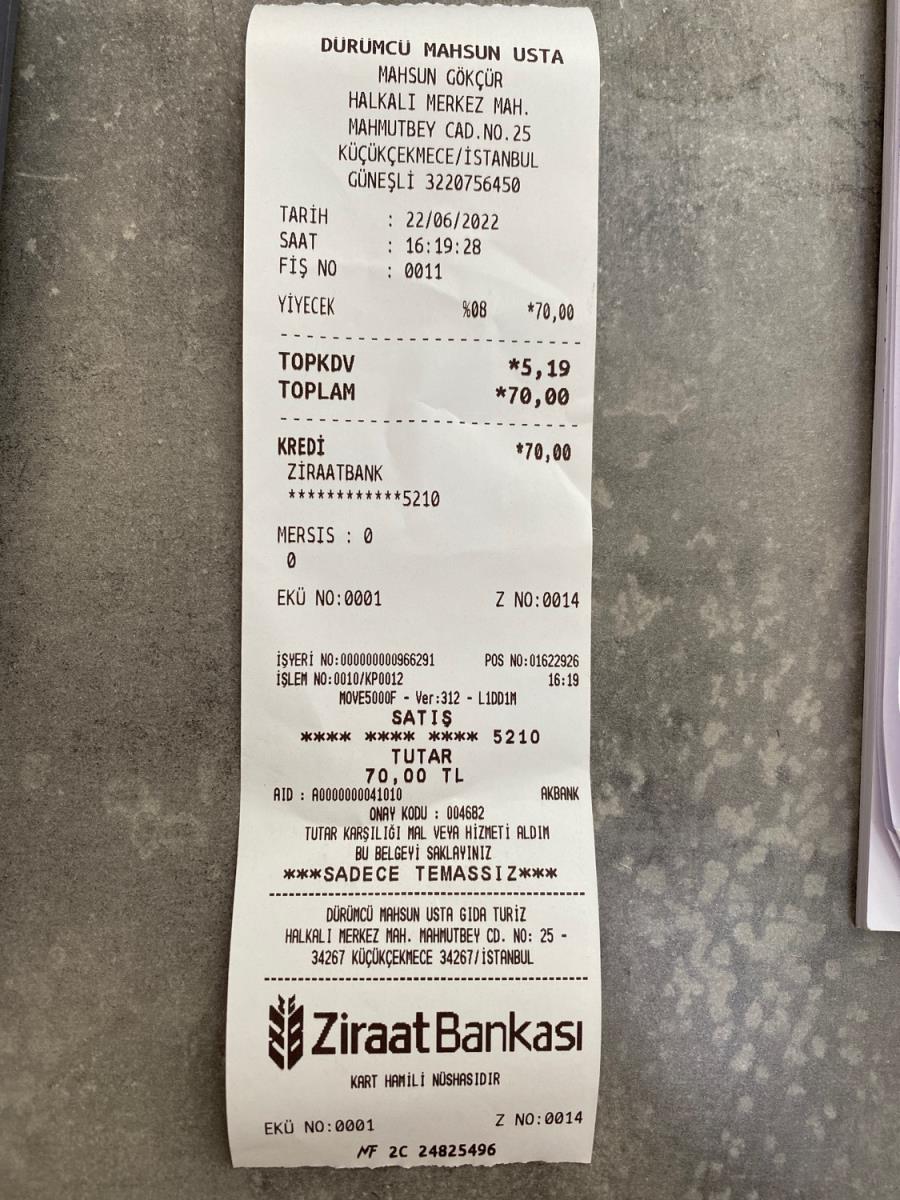 DÜRÜMCÜ MAHSUN USTA
MAHSUN GÖKÇÜR
HALKALI MERKEZ MAH.
MAHMUTBEY CAD.NO.25
KÜÇÜKÇEKMECE/İSTANBUL
GÜNEŞLİ 3220756450
TARİH : 22/06/2022
SAAT : 16:19:28
FİŞ NO : 0011
YİYECEK %08 *70,00
TOPKDV *5,19
TOPLAM *70,00
KREDİ *70,00
ZİRAATBANK
************5210
MERSIS : 0
0
EKÜ NO:0001 Z NO:0014
İŞYERİ NO:000000000966291 POS NO:01622926
İŞLEM NO:0010/KP0012 16:19
MOVE5000F - Ver:312 - L1DD1M
SATIŞ
**** **** **** 5210
TUTAR
70,00 TL
AID : A0000000041010 AKBANK
ONAY KODU : 004682
TUTAR KARŞILIĞI MAL VEYA HİZMETİ ALDIM
BU BELGEYİ SAKLAYINIZ
***SADECE TEMASSIZ***
DÜRÜMCÜ MAHSUN USTA GIDA TURİZ
HALKALI MERKEZ MAH. MAHMUTBEY CD. NO: 25 -
34267 KÜÇÜKÇEKMECE 34267/İSTANBUL
Ziraat Bankası
KART HAMİLİ NÜSHASIDIR
EKÜ NO:0001 Z NO:0014
MF 2C 24825496